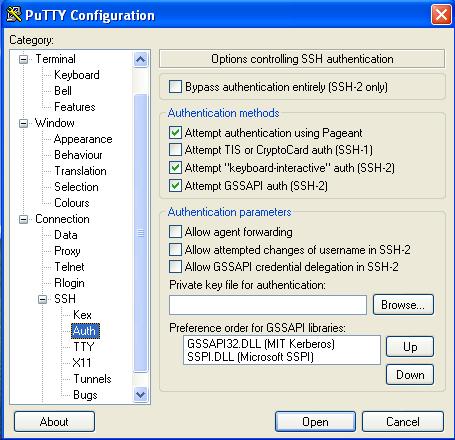 PuTTY Configuration
Category:
Terminal
Keyboard
Bell
Features
Window
Appearance
Behaviour
Translation
Selection
Colours
Connection
Data
Proxy
Telnet
Rlogin
SSH
Kex
Auth
TTY
X11
Tunnels
Bugs
Options controlling SSH authentication
Bypass authentication entirely (SSH-2 only)
Authentication methods
Attempt authentication using Pageant
Attempt TIS or CryptoCard auth (SSH-1)
Attempt "keyboard-interactive" auth (SSH-2)
Attempt GSSAPI auth (SSH-2)
Authentication parameters
Allow agent forwarding
Allow attempted changes of username in SSH-2
Allow GSSAPI credential delegation in SSH-2
Private key file for authentication:
Browse...
Preference order for GSSAPI libraries:
GSSAPI32.DLL (MIT Kerberos)
SSPI.DLL (Microsoft SSPI)
Up
Down
About
Open
Cancel